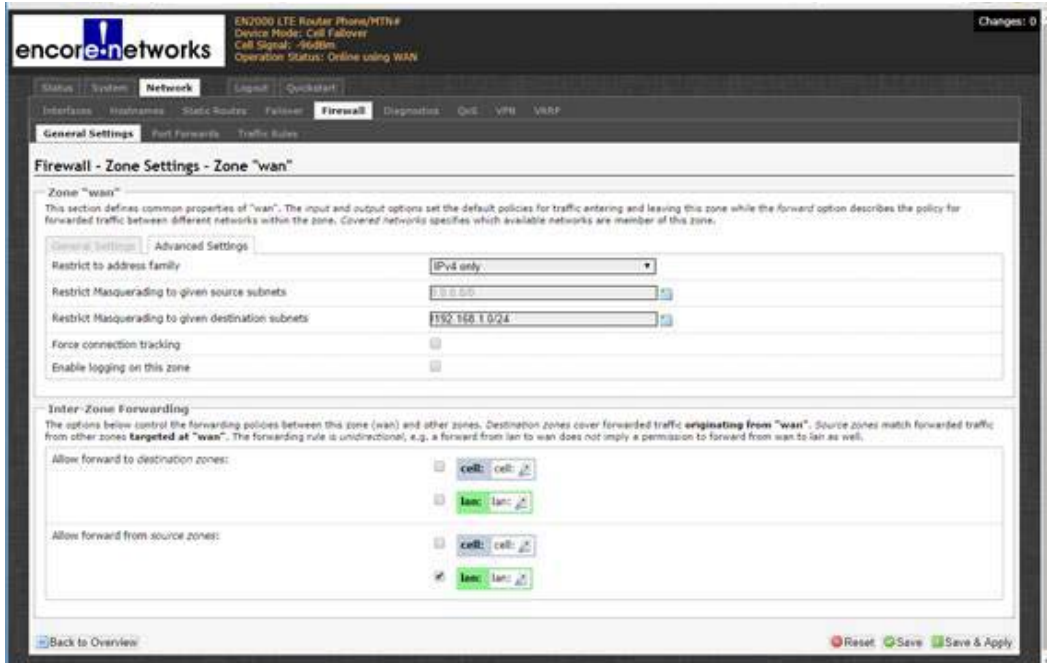 encore!networks
EN2000 LTE Router Phone/MTN#
Device Mode: Cell Failover
Cell Signal: -96dBm
Operation Status: Online using WAN
Changes: 0
Status System Network Logout Quickstart
Interfaces Hostnames Static Routes Failover Firewall Diagnostics QoS VPN VRRP
General Settings Port Forwards Traffic Rules
Firewall - Zone Settings - Zone "wan"
Zone "wan"
This section defines common properties of "wan". The input and output options set the default policies for traffic entering and leaving this zone while the forward option describes the policy for
forwarded traffic between different networks within the zone. Covered networks specifies which available networks are member of this zone.
General Settings Advanced Settings
Restrict to address family IPv4 only
Restrict Masquerading to given source subnets 0.0.0.0/0
Restrict Masquerading to given destination subnets !192.168.1.0/24
Force connection tracking
Enable logging on this zone
Inter-Zone Forwarding
The options below control the forwarding policies between this zone (wan) and other zones. Destination zones cover forwarded traffic originating from "wan". Source zones match forwarded traffic
from other zones targeted at "wan". The forwarding rule is unidirectional, e.g. a forward from lan to wan does not imply a permission to forward from wan to lan as well.
Allow forward to destination zones:
cell: cell:
lan: lan:
Allow forward from source zones:
cell: cell:
lan: lan:
Back to Overview
Reset Save Save & Apply